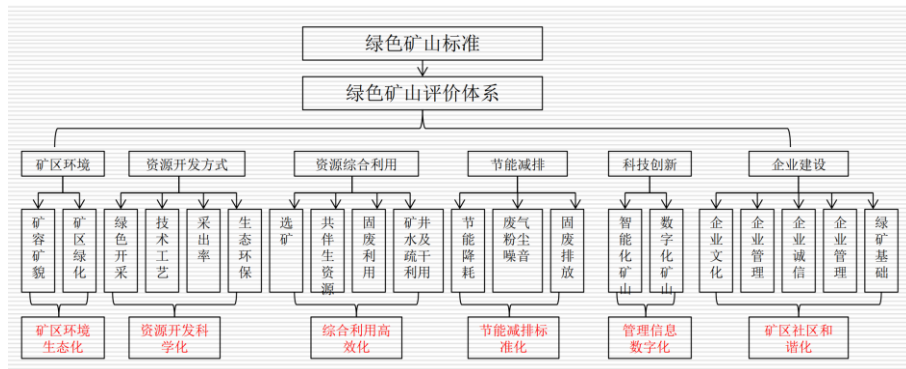 绿色矿山标准
绿色矿山评价体系
矿区环境
资源开发方式
资源综合利用
节能减排
科技创新
企业建设
矿容矿貌
矿区绿化
绿色开采
技术工艺
采出率
生态环保
选矿
共伴生资源
固废利用
矿井
水及
疏干
利用
节能降耗
废气
粉尘
噪音
固废排放
智能化矿山
数字化矿山
企业文化
企业管理
企业诚信
企业管理
绿矿基础
矿区环境
生态化
资源开发科
学化
综合利用高
效化
节能减排标
准化
管理信息
数字化
矿区社区和
谐化